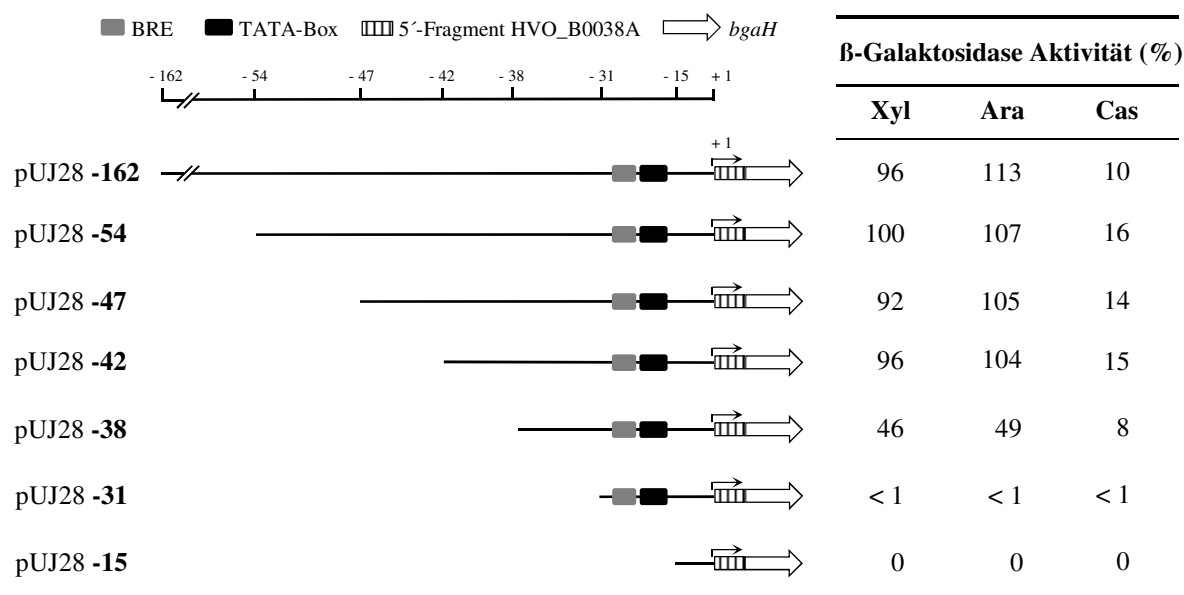 BRE TATA-Box 5´-Fragment HVO_B0038A bgaH
ß-Galaktosidase Aktivität (%)
- 162 - 54 - 47 - 42 - 38 - 31 - 15 + 1
Xyl Ara Cas
+ 1
pUJ28 -162 96 113 10
pUJ28 -54 100 107 16
pUJ28 -47 92 105 14
pUJ28 -42 96 104 15
pUJ28 -38 46 49 8
pUJ28 -31 < 1 < 1 < 1
pUJ28 -15 0 0 0